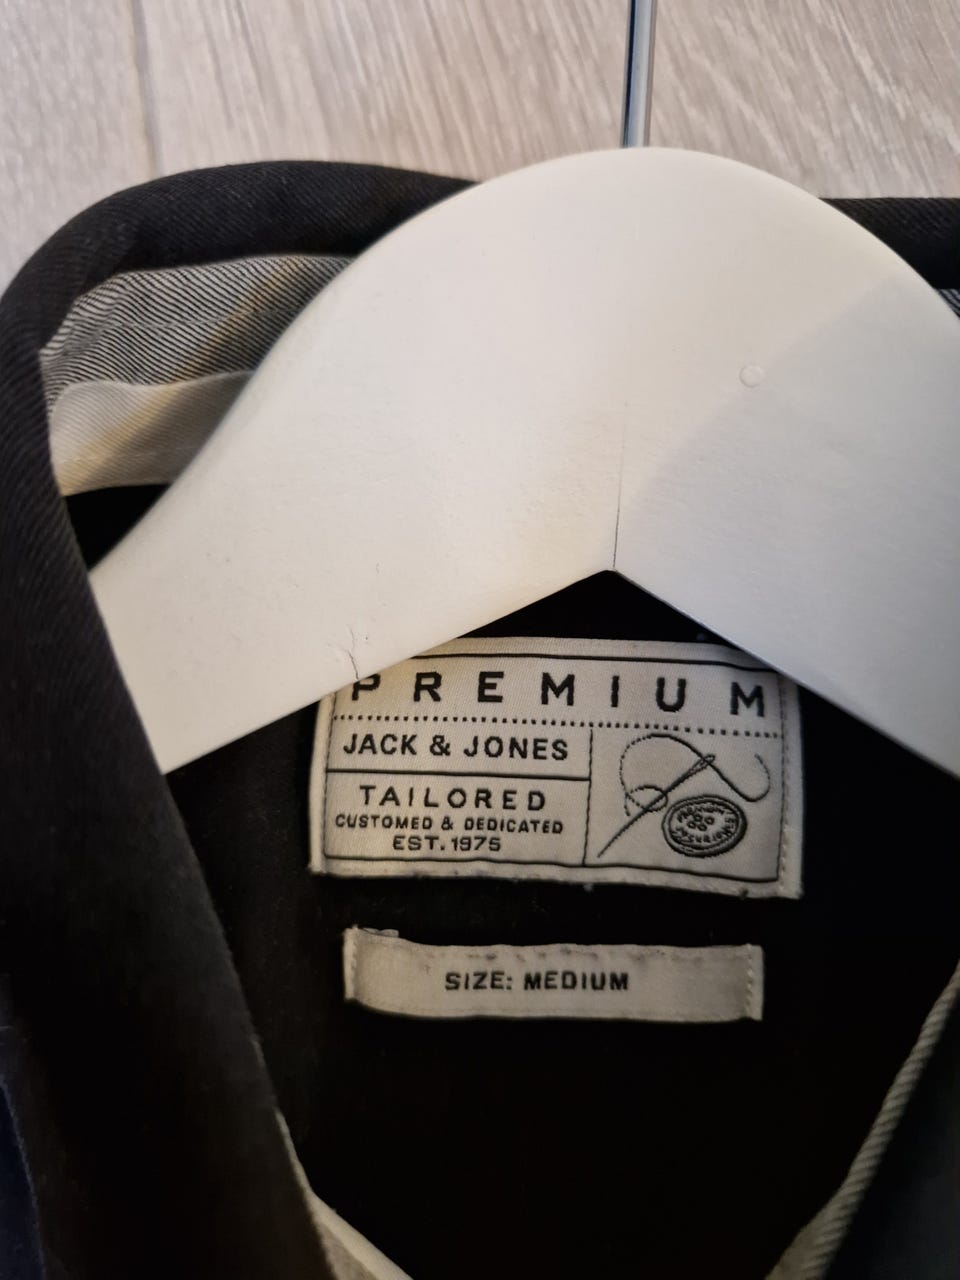 PREMIUM
JACK & JONES
TAILORED
CUSTOMED & DEDICATED
EST. 1975
SIZE: MEDIUM